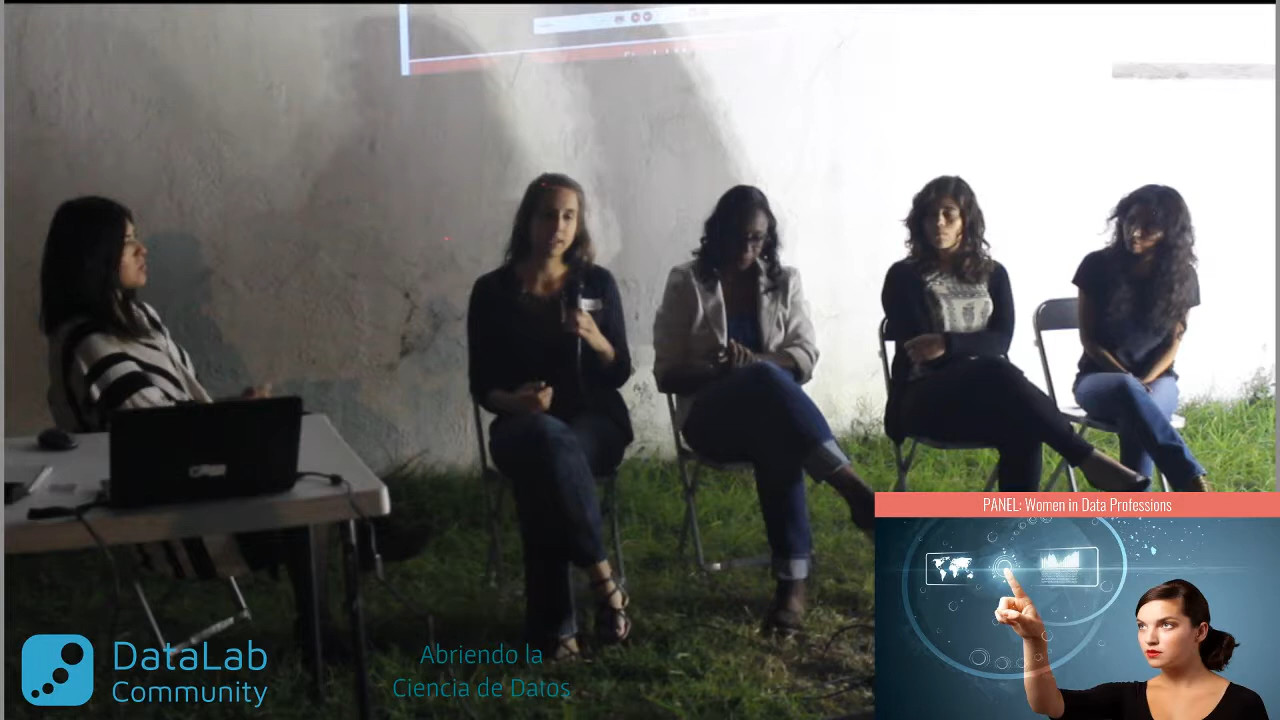 PANEL: Women in Data Professions
DataLab
Community
Abriendo la
Ciencia de Datos